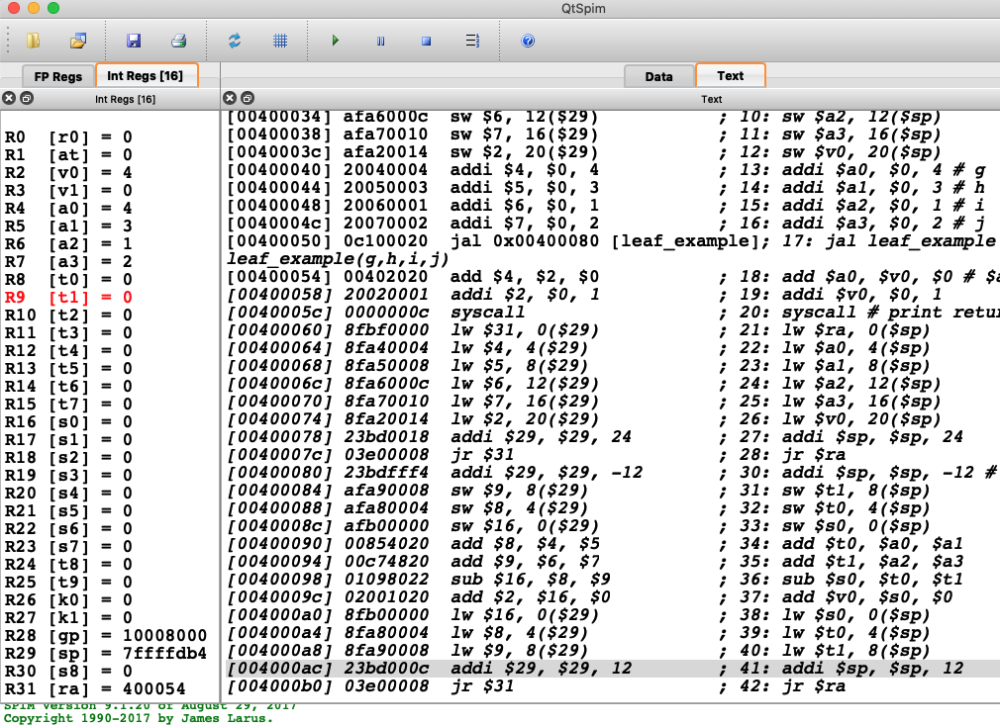 QtSpim
FP Regs
Int Regs [16]
Data
Text
Int Regs [16]
Text
R0 [r0] = 0
R1 [at] = 0
R2 [v0] = 4
R3 [v1] = 0
R4 [a0] = 4
R5 [a1] = 3
R6 [a2] = 1
R7 [a3] = 2
R8 [t0] = 0
R9 [t1] = 0
R10 [t2] = 0
R11 [t3] = 0
R12 [t4] = 0
R13 [t5] = 0
R14 [t6] = 0
R15 [t7] = 0
R16 [s0] = 0
R17 [s1] = 0
R18 [s2] = 0
R19 [s3] = 0
R20 [s4] = 0
R21 [s5] = 0
R22 [s6] = 0
R23 [s7] = 0
R24 [t8] = 0
R25 [t9] = 0
R26 [k0] = 0
R27 [k1] = 0
R28 [gp] = 10008000
R29 [sp] = 7ffffdb4
R30 [s8] = 0
R31 [ra] = 400054
[00400034] afa6000c sw $6, 12($29) ; 10: sw $a2, 12($sp)
[00400038] afa70010 sw $7, 16($29) ; 11: sw $a3, 16($sp)
[0040003c] afa20014 sw $2, 20($29) ; 12: sw $v0, 20($sp)
[00400040] 20040004 addi $4, $0, 4 ; 13: addi $a0, $0, 4 # g
[00400044] 20050003 addi $5, $0, 3 ; 14: addi $a1, $0, 3 # h
[00400048] 20060001 addi $6, $0, 1 ; 15: addi $a2, $0, 1 # i
[0040004c] 20070002 addi $7, $0, 2 ; 16: addi $a3, $0, 2 # j
[00400050] 0c100020 jal 0x00400080 [leaf_example]; 17: jal leaf_example
leaf_example(g,h,i,j)
[00400054] 00402020 add $4, $2, $0 ; 18: add $a0, $v0, $0 # $a
[00400058] 20020001 addi $2, $0, 1 ; 19: addi $v0, $0, 1
[0040005c] 0000000c syscall ; 20: syscall # print retur
[00400060] 8fbf0000 lw $31, 0($29) ; 21: lw $ra, 0($sp)
[00400064] 8fa40004 lw $4, 4($29) ; 22: lw $a0, 4($sp)
[00400068] 8fa50008 lw $5, 8($29) ; 23: lw $a1, 8($sp)
[0040006c] 8fa6000c lw $6, 12($29) ; 24: lw $a2, 12($sp)
[00400070] 8fa70010 lw $7, 16($29) ; 25: lw $a3, 16($sp)
[00400074] 8fa20014 lw $2, 20($29) ; 26: lw $v0, 20($sp)
[00400078] 23bd0018 addi $29, $29, 24 ; 27: addi $sp, $sp, 24
[0040007c] 03e00008 jr $31 ; 28: jr $ra
[00400080] 23bdfff4 addi $29, $29, -12 ; 30: addi $sp, $sp, -12 #
[00400084] afa90008 sw $9, 8($29) ; 31: sw $t1, 8($sp)
[00400088] afa80004 sw $8, 4($29) ; 32: sw $t0, 4($sp)
[0040008c] afb00000 sw $16, 0($29) ; 33: sw $s0, 0($sp)
[00400090] 00854020 add $8, $4, $5 ; 34: add $t0, $a0, $a1
[00400094] 00c74820 add $9, $6, $7 ; 35: add $t1, $a2, $a3
[00400098] 01098022 sub $16, $8, $9 ; 36: sub $s0, $t0, $t1
[0040009c] 02001020 add $2, $16, $0 ; 37: add $v0, $s0, $0
[004000a0] 8fb00000 lw $16, 0($29) ; 38: lw $s0, 0($sp)
[004000a4] 8fa80004 lw $8, 4($29) ; 39: lw $t0, 4($sp)
[004000a8] 8fa90008 lw $9, 8($29) ; 40: lw $t1, 8($sp)
[004000ac] 23bd000c addi $29, $29, 12 ; 41: addi $sp, $sp, 12
[004000b0] 03e00008 jr $31 ; 42: jr $ra
SPIM Version 9.1.20 of August 29, 2017
Copyright 1990-2017 by James Larus.